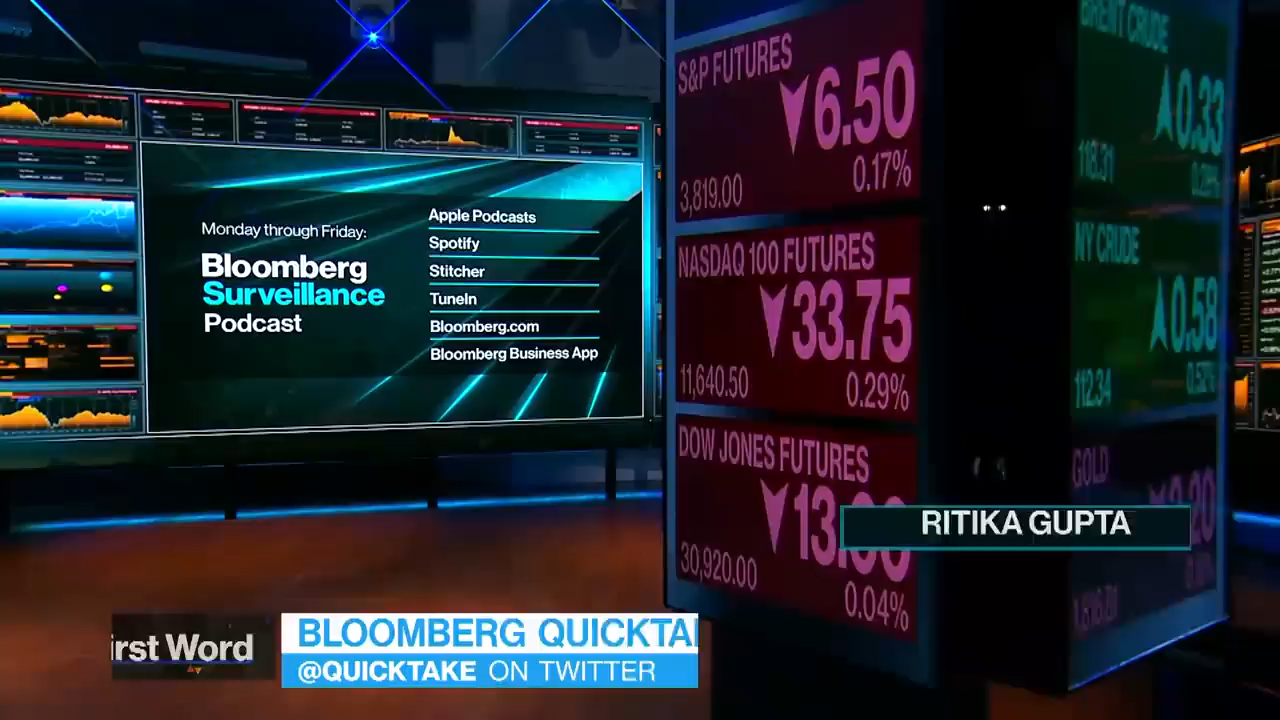 Monday through Friday:
Bloomberg
Surveillance
Podcast
Apple Podcasts
Spotify
Stitcher
TuneIn
Bloomberg.com
Bloomberg Business App
S&P FUTURES
6.50
3,819.00
0.17%
NASDAQ 100 FUTURES
33.75
11,640.50
0.29%
DOW JONES FUTURES
30,920.00
0.04%
BRENT CRUDE
0.33
NY CRUDE
0.58
112.34
0.52%
GOLD
RITIKA GUPTA
irst Word
BLOOMBERG QUICKTA
@QUICKTAKE ON TWITTER